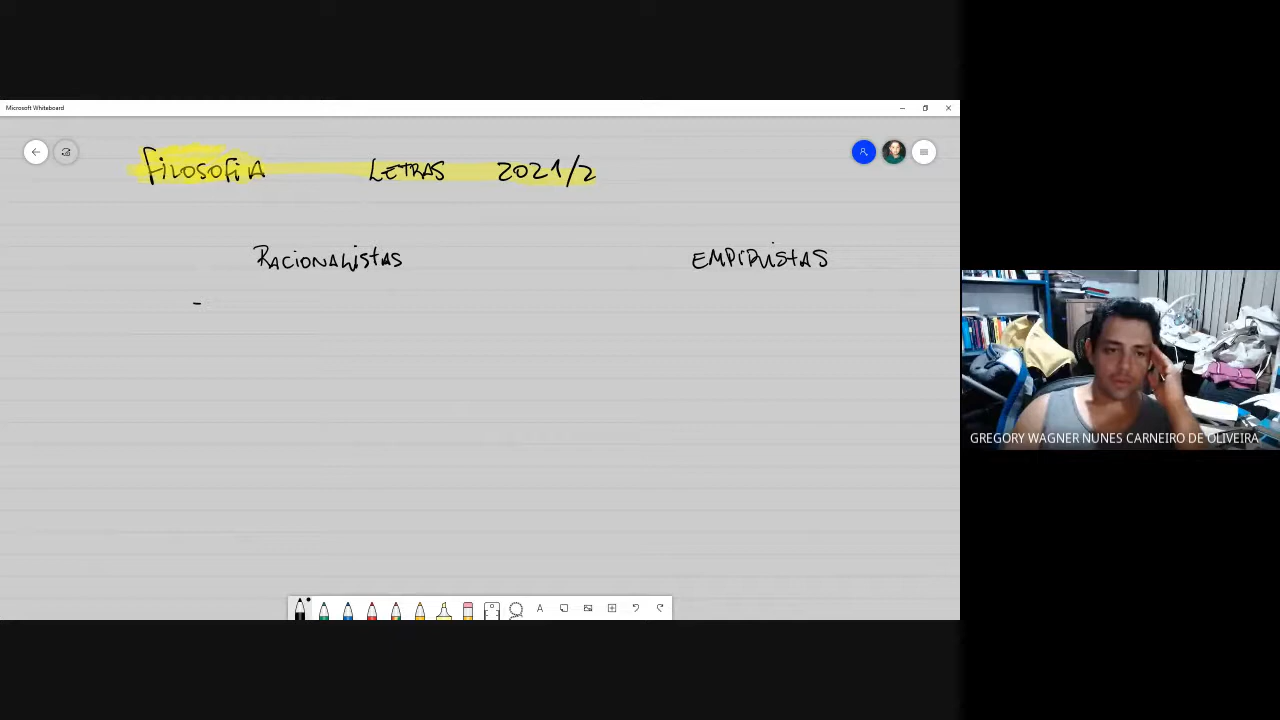 Microsoft Whiteboard
FILOSOFIA LETRAS 2021/2
RACIONALISTAS EMPIRISTAS
-
A
GREGORY WAGNER NUNES CARNEIRO DE OLIVEIRA